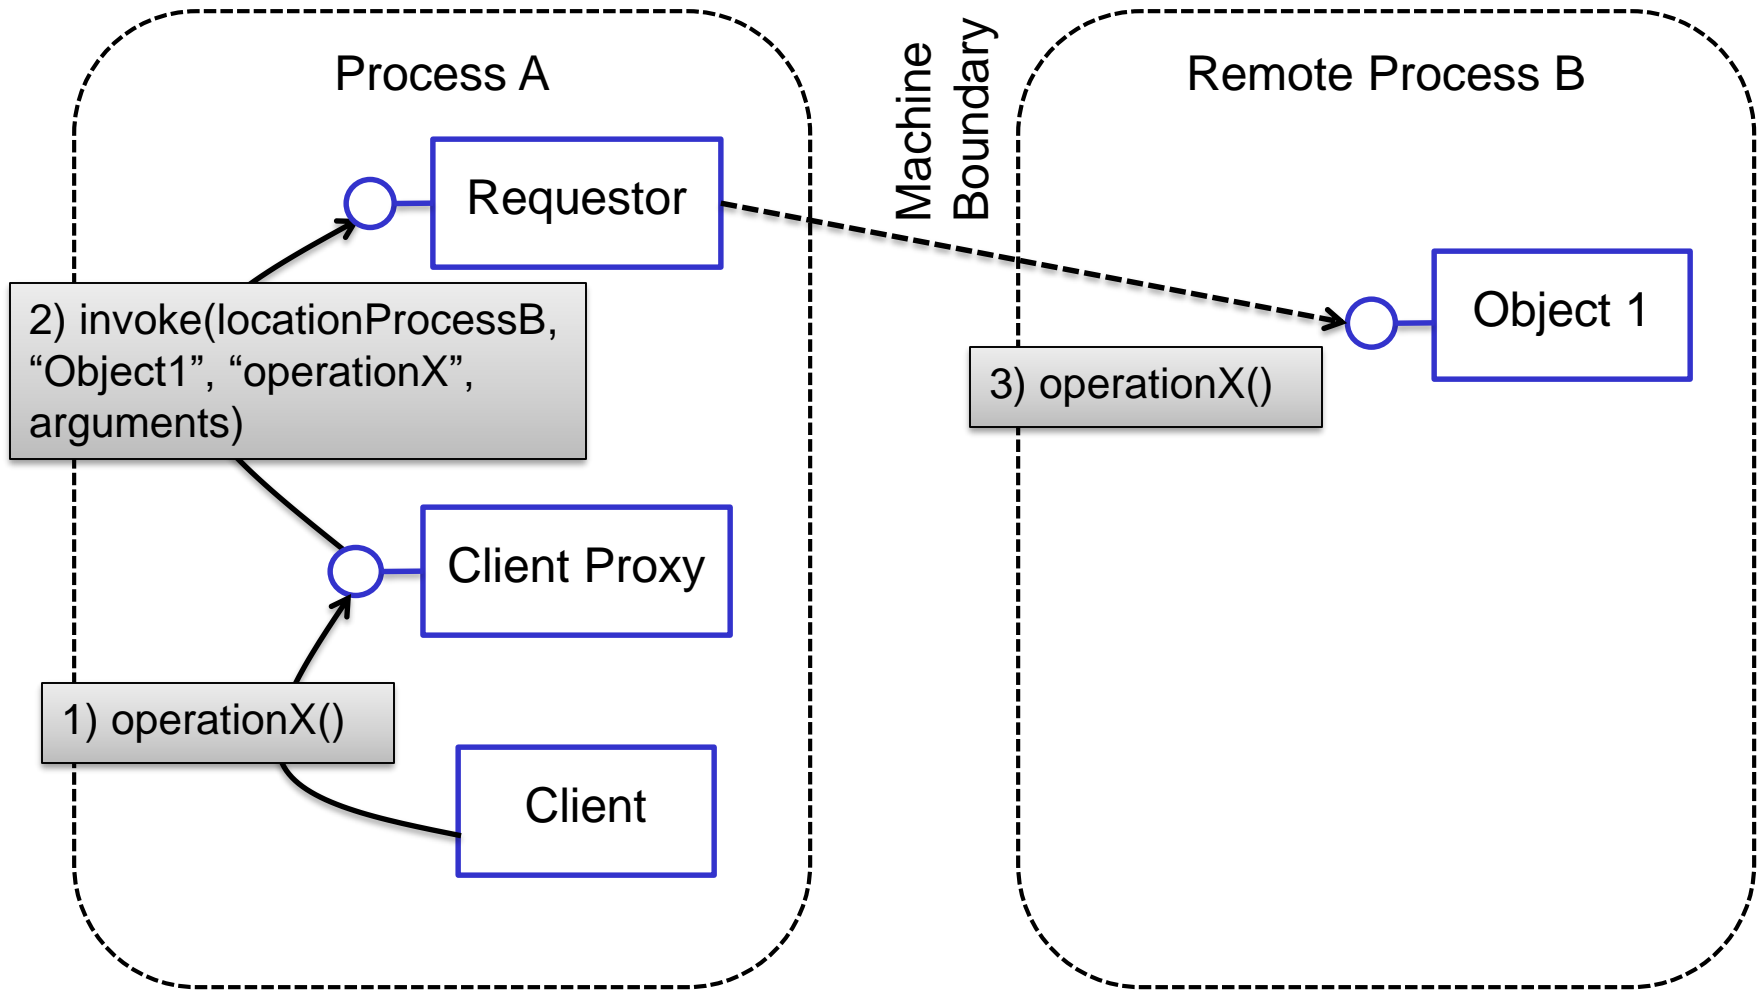 Process A
Machine
Boundary
Remote Process B
Requestor
Object 1
2) invoke(locationProcessB,
“Object1”, “operationX”,
arguments)
3) operationX()
Client Proxy
1) operationX()
Client